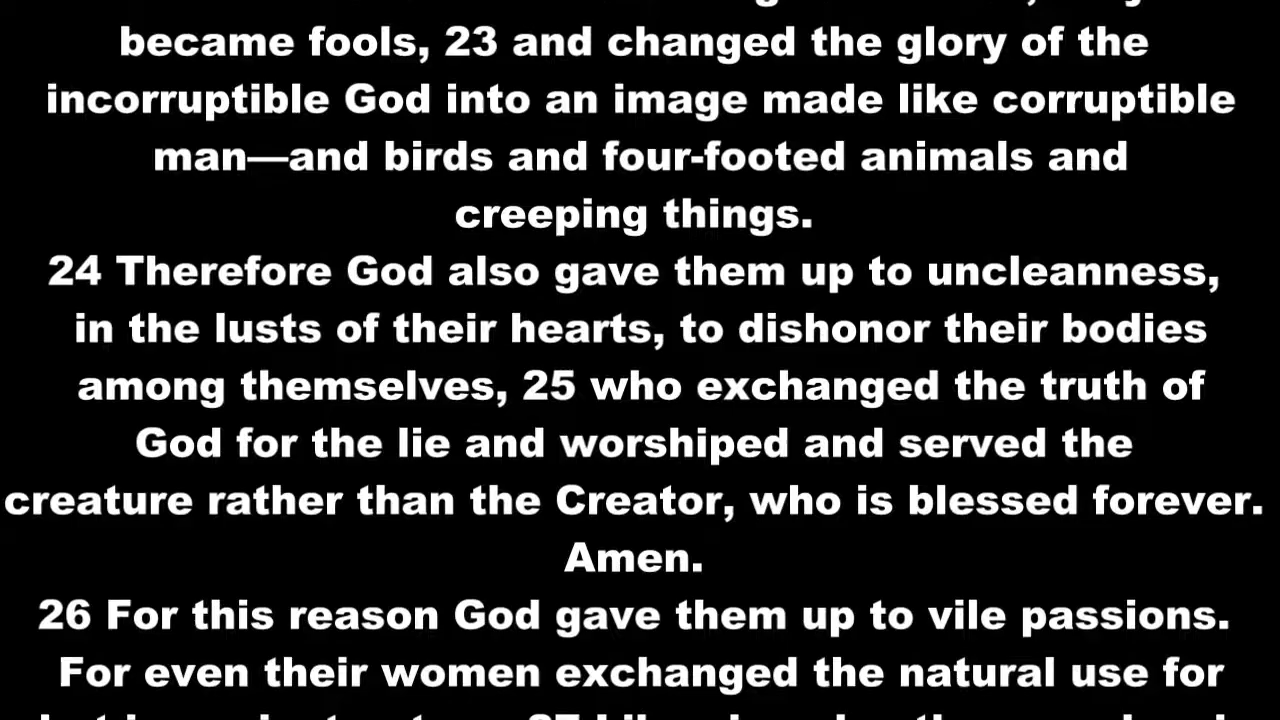 became fools, 23 and changed the glory of the
incorruptible God into an image made like corruptible
man—and birds and four-footed animals and
creeping things.
24 Therefore God also gave them up to uncleanness,
in the lusts of their hearts, to dishonor their bodies
among themselves, 25 who exchanged the truth of
God for the lie and worshiped and served the
creature rather than the Creator, who is blessed forever.
Amen.
26 For this reason God gave them up to vile passions.
For even their women exchanged the natural use for